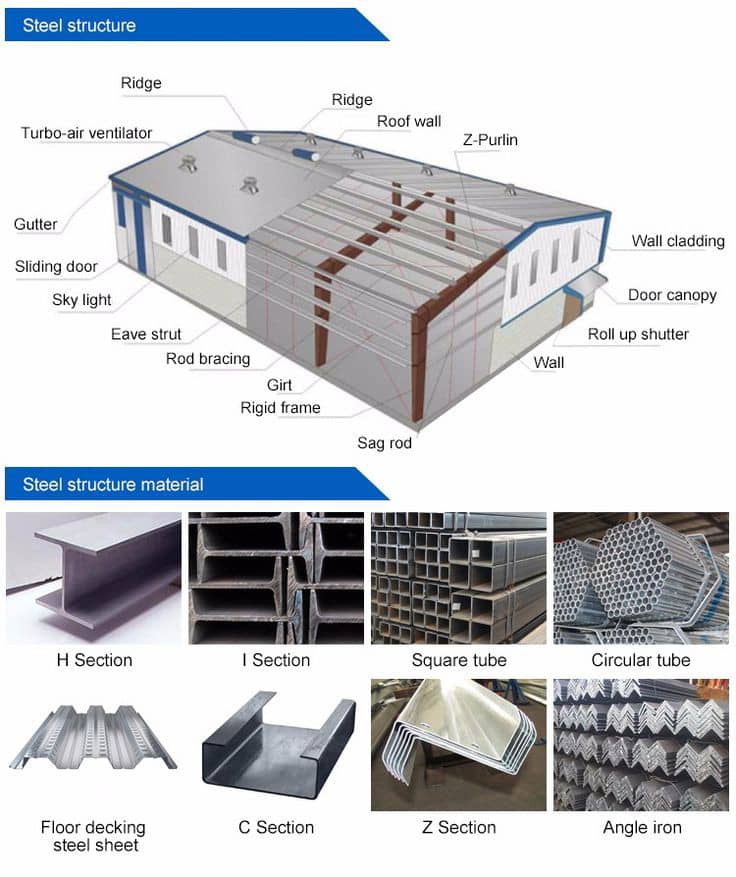 Steel structure
Ridge
Ridge
Roof wall
Turbo-air ventilator
Z-Purlin
Gutter
Wall cladding
Sliding door
Sky light
Door canopy
Eave strut
Roll up shutter
Rod bracing
Wall
Girt
Rigid frame
Sag rod
Steel structure material
H Section
I Section
Square tube
Circular tube
Floor decking
steel sheet
C Section
Z Section
Angle iron